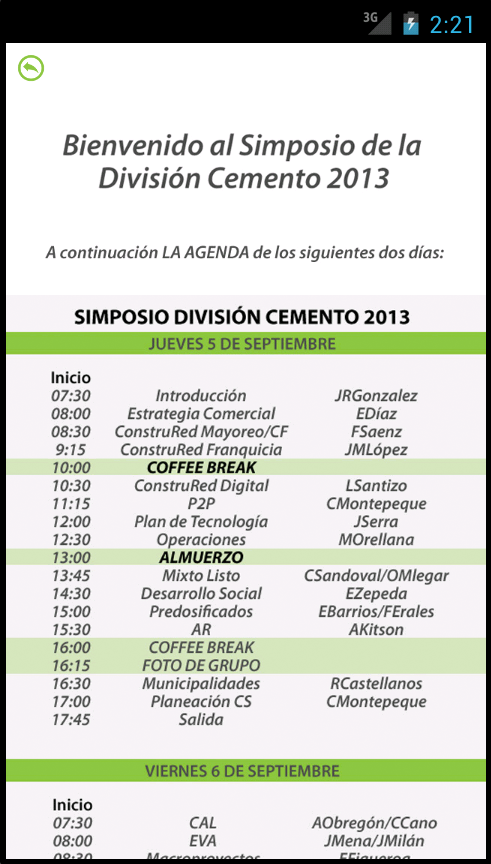 3G 2:21
Bienvenido al Simposio de la
División Cemento 2013
A continuación LA AGENDA de los siguientes dos días:
SIMPOSIO DIVISIÓN CEMENTO 2013
JUEVES 5 DE SEPTIEMBRE
Inicio
07:30 Introducción JRGonzalez
08:00 Estrategia Comercial EDíaz
08:30 ConstruRed Mayoreo/CF FSaenz
9:15 ConstruRed Franquicia JMLópez
10:00 COFFEE BREAK
10:30 ConstruRed Digital LSantizo
11:15 P2P CMontepeque
12:00 Plan de Tecnología JSerra
12:30 Operaciones MOrellana
13:00 ALMUERZO
13:45 Mixto Listo CSandoval/OMlegar
14:30 Desarrollo Social EZepeda
15:00 Predosificados EBarrios/FErales
15:30 AR AKitson
16:00 COFFEE BREAK
16:15 FOTO DE GRUPO
16:30 Municipalidades RCastellanos
17:00 Planeación CS CMontepeque
17:45 Salida
VIERNES 6 DE SEPTIEMBRE
Inicio
07:30 CAL AObregón/CCano
08:00 EVA JMena/JMilán
08:30 Macroproyectos EFigueroa